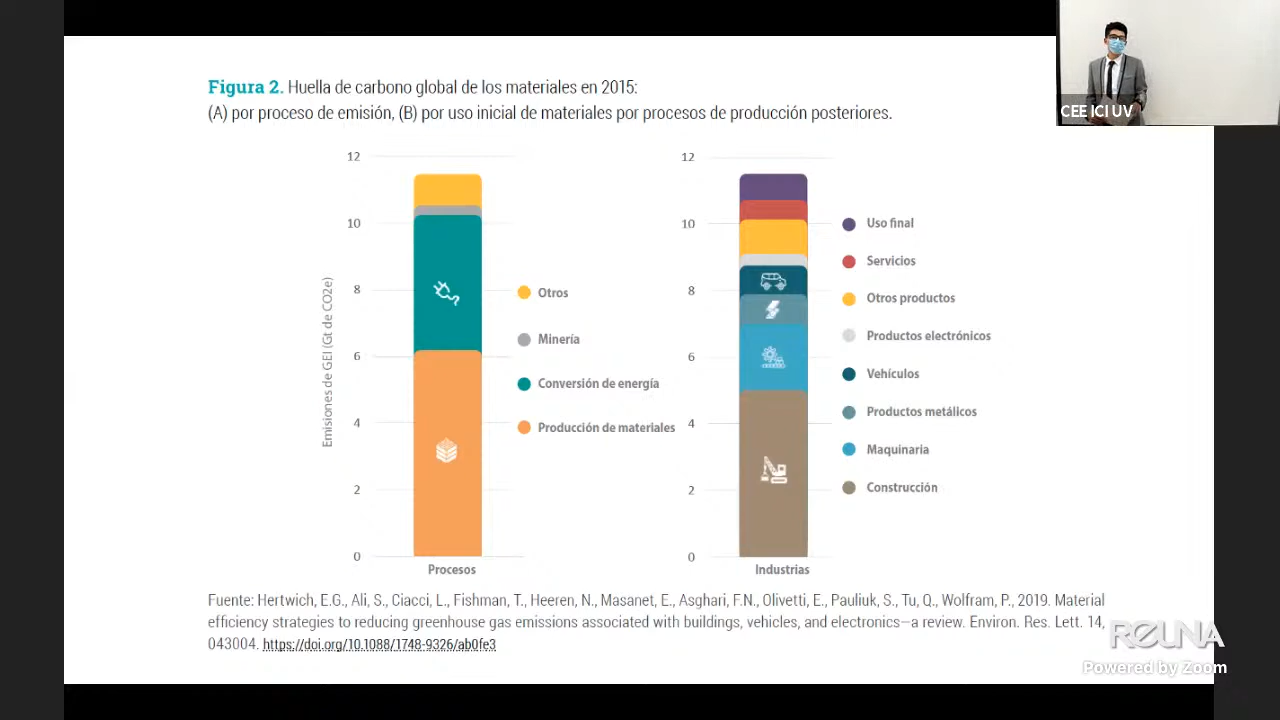 Figura 2. Huella de carbono global de los materiales en 2015:
(A) por proceso de emisión, (B) por uso inicial de materiales por procesos de producción posteriores.
CEE ICI UV
Emisiones de GEI (Gt de CO2e)
12
10
8
6
4
2
0
Procesos
Otros
Minería
Conversión de energía
Producción de materiales
12
10
8
6
4
2
0
Industrias
Uso final
Servicios
Otros productos
Productos electrónicos
Vehículos
Productos metálicos
Maquinaria
Construcción
Fuente: Hertwich, E.G., Ali, S., Ciacci, L., Fishman, T., Heeren, N., Masanet, E., Asghari, F.N., Olivetti, E., Pauliuk, S., Tu, Q., Wolfram, P., 2019. Material
efficiency strategies to reducing greenhouse gas emissions associated with buildings, vehicles, and electronics—a review. Environ. Res. Lett. 14,
043004. https://doi.org/10.1088/1748-9326/ab0fe3
REUNA
Powered by Zoom